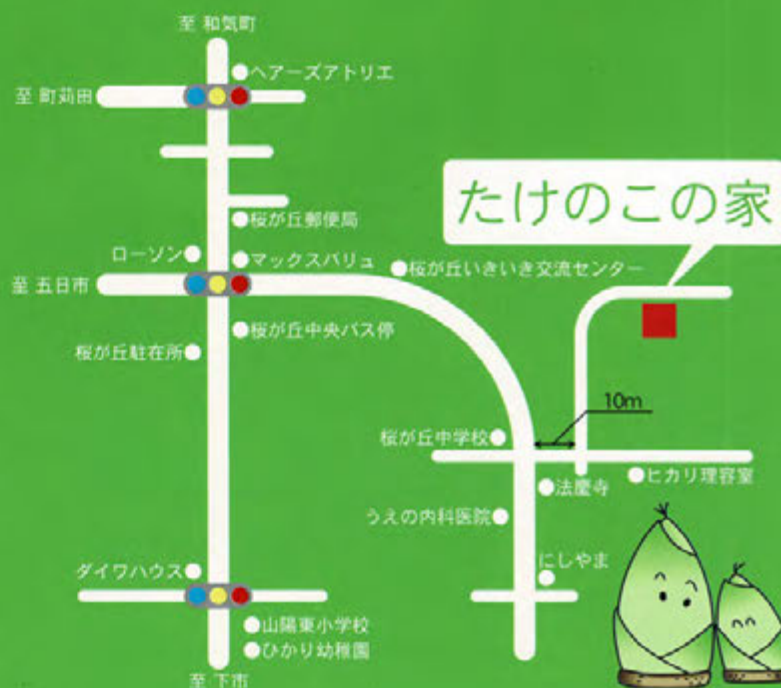 至 和気町
ヘアーズアトリエ
至 町苅田
たけのこの家
桜が丘郵便局
ローソン
マックスバリュ
桜が丘いきいき交流センター
至 五日市
桜が丘中央バス停
桜が丘駐在所
10m
桜が丘中学校
ヒカリ理容室
法慶寺
うえの内科医院
にしやま
ダイワハウス
山陽東小学校
ひかり幼稚園
至 下市